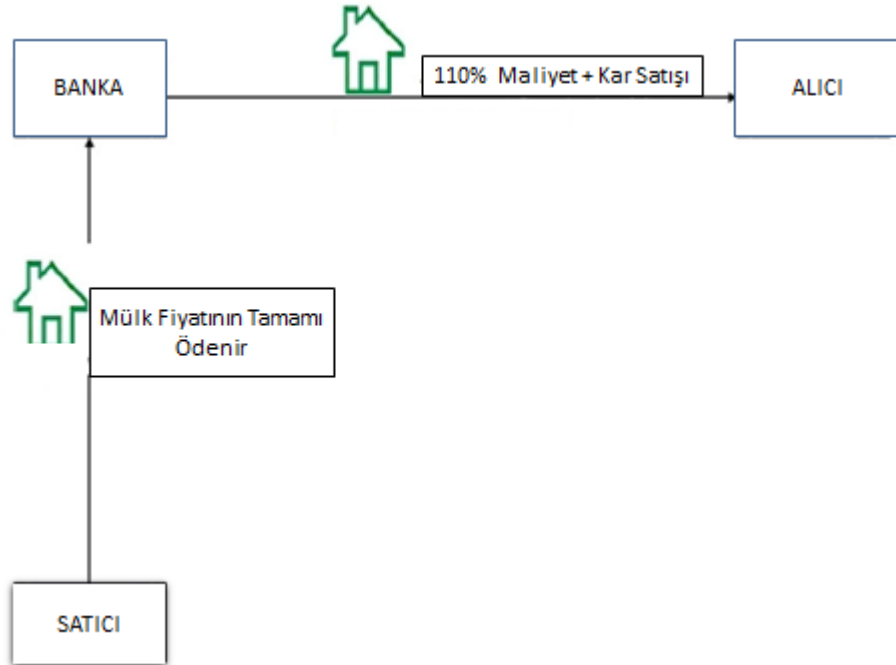 BANKA
110% Maliyet + Kar Satışı
ALICI
Mülk Fiyatının Tamamı
Ödenir
SATICI